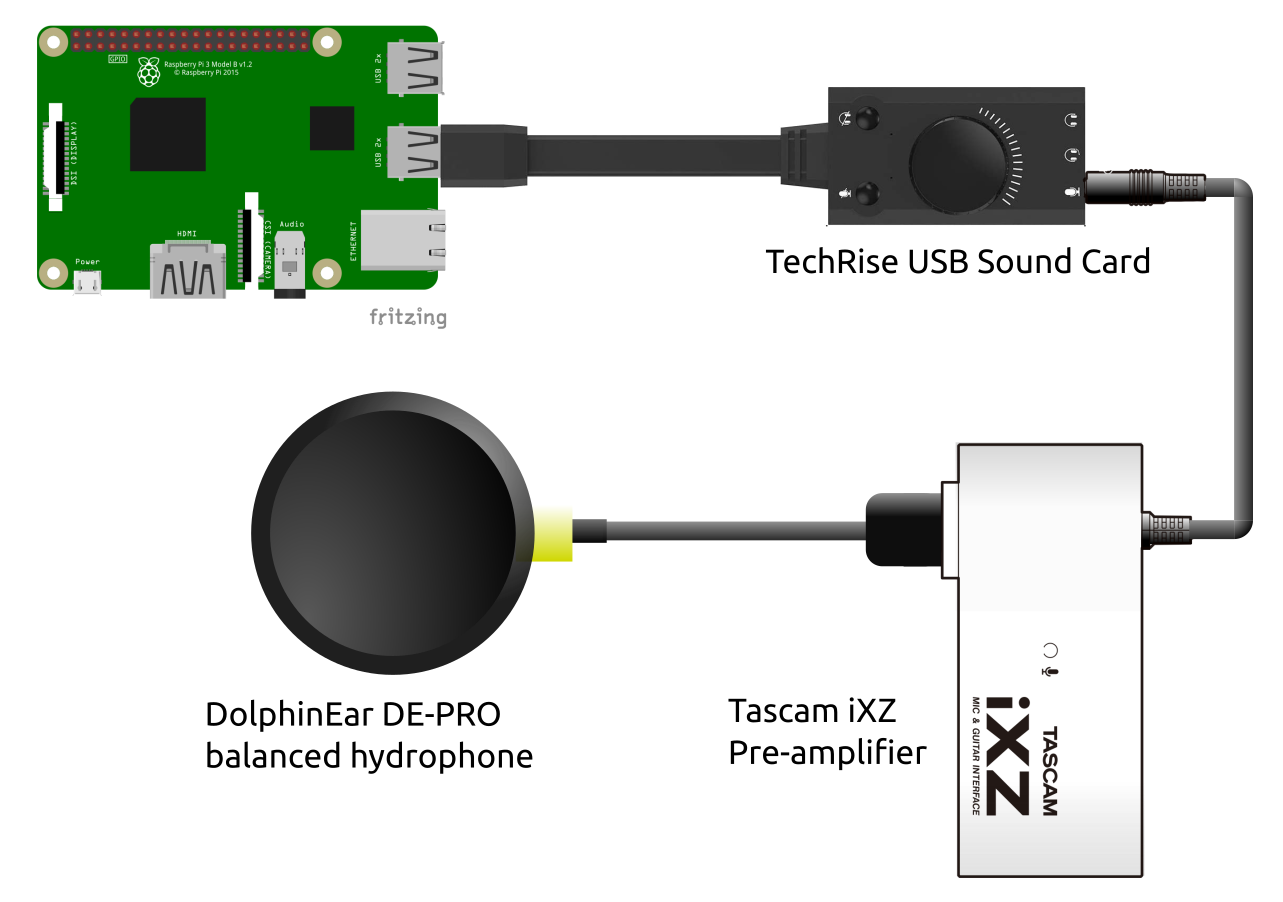 GPIO
Raspberry Pi 3 Model B v1.2
© Raspberry Pi 2015
USB 2x
USB 2x
DSI (DISPLAY)
CSI (CAMERA)
ETHERNET
HDMI
Audio
Power
fritzing
TechRise USB Sound Card
DolphinEar DE-PRO
balanced hydrophone
Tascam iXZ
Pre-amplifier
TASCAM
iXZ
MIC & GUITAR INTERFACE